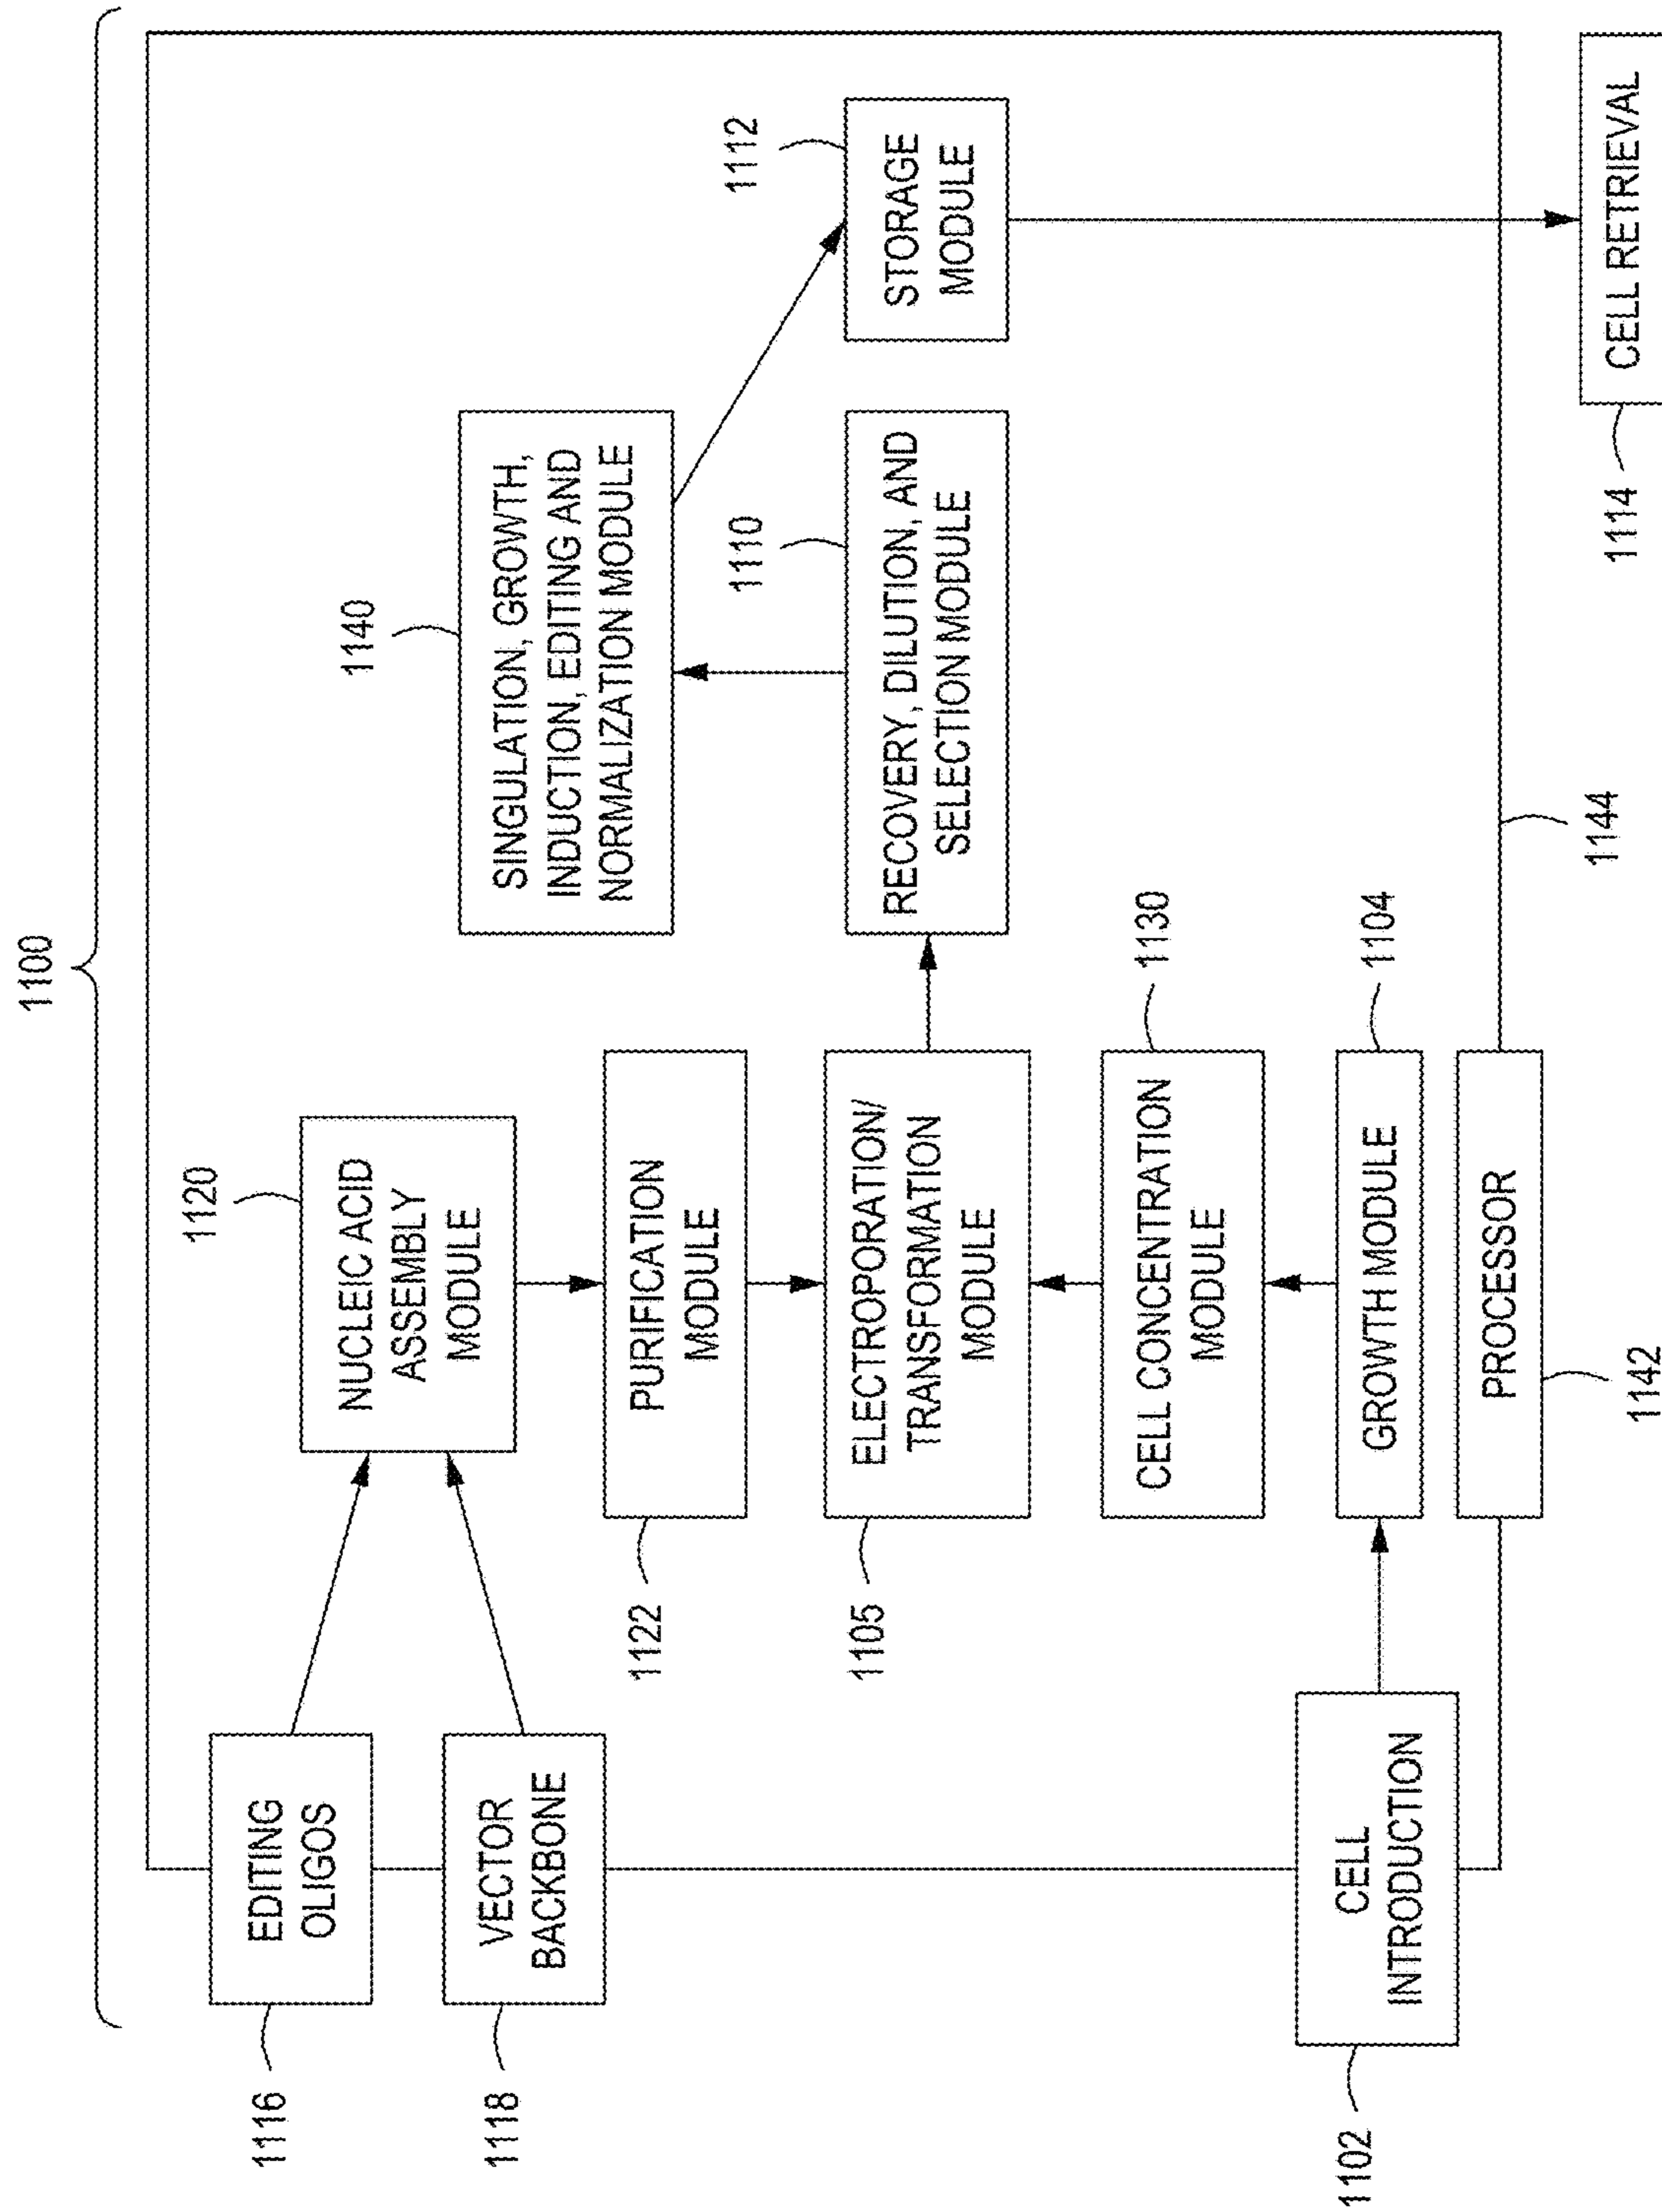 1100
1116
EDITING
OLIGOS
1118
VECTOR
BACKBONE
1120
NUCLEIC ACID
ASSEMBLY
MODULE
1122
PURIFICATION
MODULE
1105
ELECTROPORATION/
TRANSFORMATION
MODULE
1130
CELL CONCENTRATION
MODULE
1104
GROWTH MODULE
1102
CELL
INTRODUCTION
PROCESSOR
1142
1144
1140
SINGULATION, GROWTH,
INDUCTION, EDITING AND
NORMALIZATION MODULE
1110
RECOVERY, DILUTION, AND
SELECTION MODULE
1112
STORAGE
MODULE
1114
CELL RETRIEVAL